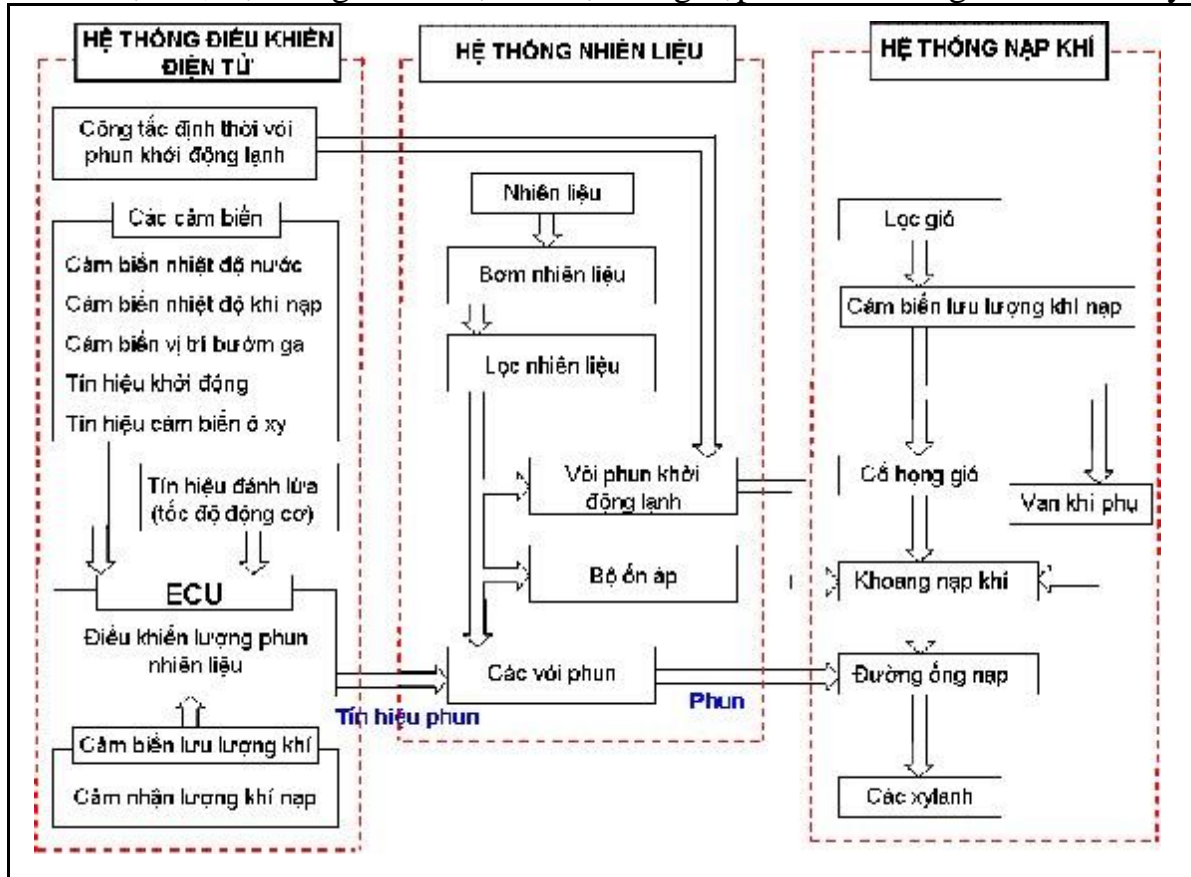 HỆ THỐNG ĐIỀU KHIỂN
ĐIỆN TỬ
Công tắc định thời vòi
phun khởi động lạnh
Các cảm biến
Cảm biến nhiệt độ nước
Cảm biến nhiệt độ khí nạp
Cảm biến vị trí bướm ga
Tín hiệu khởi động
Tín hiệu cảm biến ô xy
Tín hiệu đánh lửa
(tốc độ động cơ)
ECU
Điều khiển lượng phun
nhiên liệu
Cảm biến lưu lượng khí
Cảm nhận lượng khí nạp
Tín hiệu phun
HỆ THỐNG NHIÊN LIỆU
Nhiên liệu
Bơm nhiên liệu
Lọc nhiên liệu
Vòi phun khởi
động lạnh
Bộ ổn áp
Các vòi phun
Phun
HỆ THỐNG NẠP KHÍ
Lọc gió
Cảm biến lưu lượng khí nạp
Cổ họng gió
Van khí phụ
Khoang nạp khí
Đường ống nạp
Các xylanh